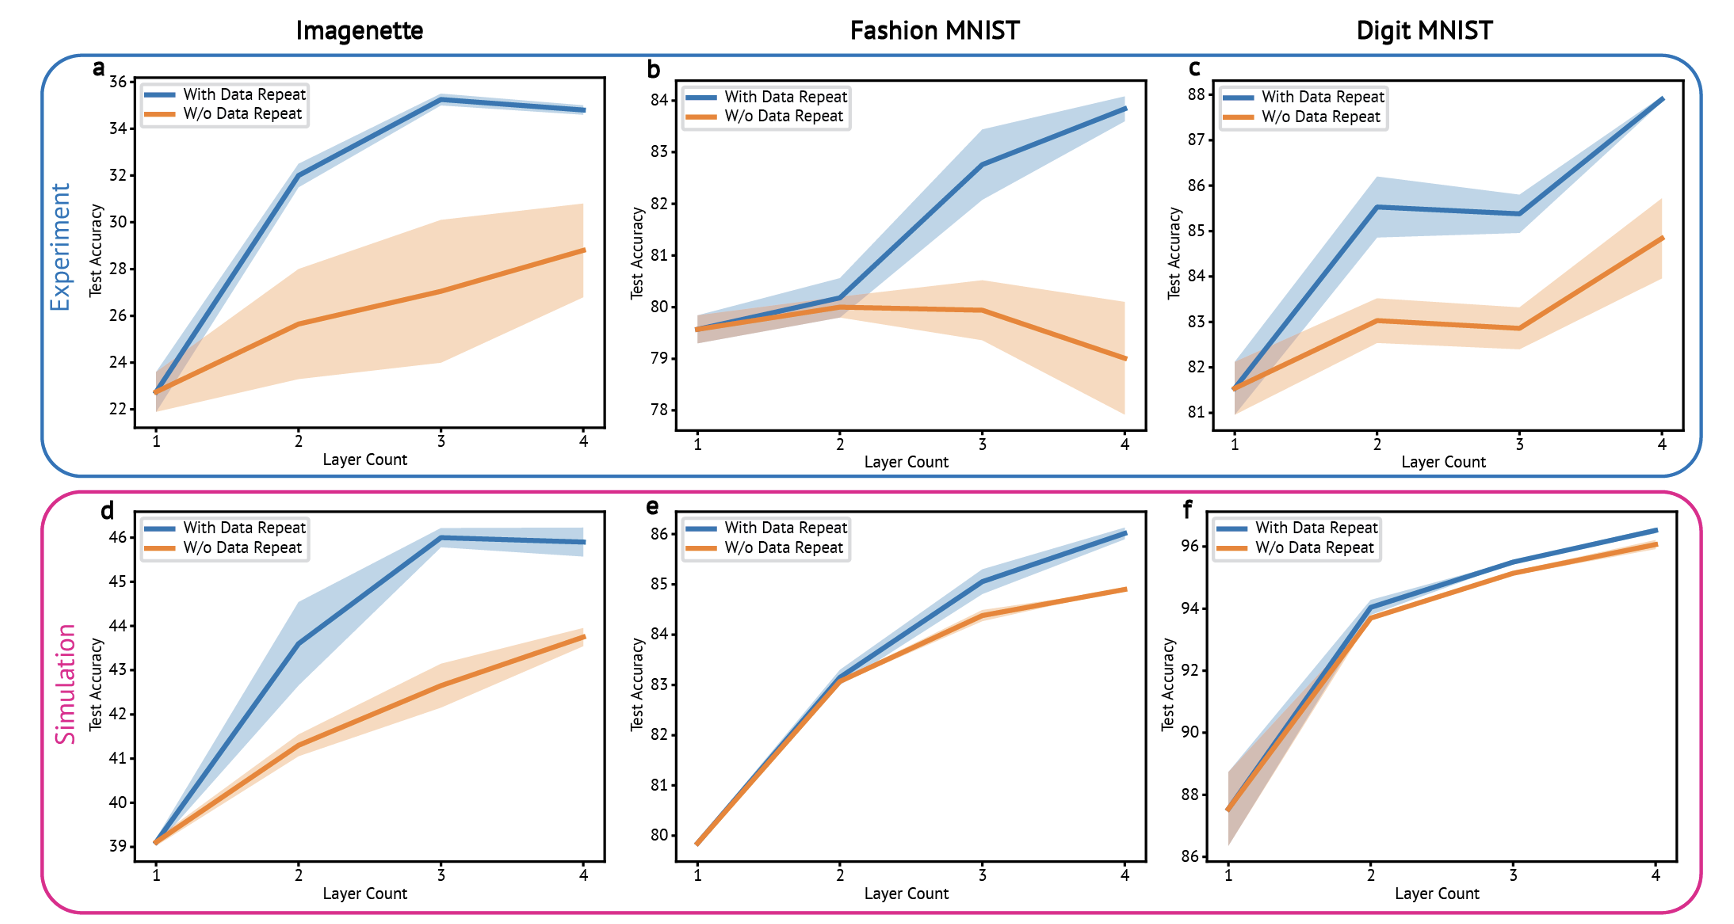 Imagenette
Fashion MNIST
Digit MNIST
Experiment
a
With Data Repeat
W/o Data Repeat
Test Accuracy
36
34
32
30
28
26
24
22
1 2 3 4
Layer Count
b
With Data Repeat
W/o Data Repeat
Test Accuracy
84
83
82
81
80
79
78
1 2 3 4
Layer Count
c
With Data Repeat
W/o Data Repeat
Test Accuracy
88
87
86
85
84
83
82
81
1 2 3 4
Layer Count
Simulation
d
With Data Repeat
W/o Data Repeat
Test Accuracy
46
45
44
43
42
41
40
39
1 2 3 4
Layer Count
e
With Data Repeat
W/o Data Repeat
Test Accuracy
86
85
84
83
82
81
80
1 2 3 4
Layer Count
f
With Data Repeat
W/o Data Repeat
Test Accuracy
96
94
92
90
88
86
1 2 3 4
Layer Count